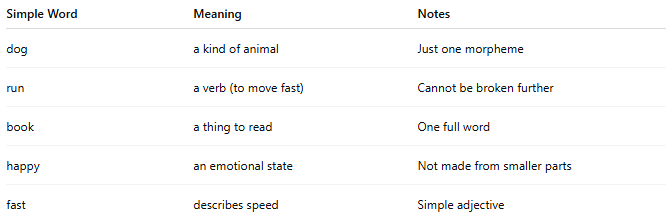 Simple Word Meaning Notes
dog a kind of animal Just one morpheme
run a verb (to move fast) Cannot be broken further
book a thing to read One full word
happy an emotional state Not made from smaller parts
fast describes speed Simple adjective